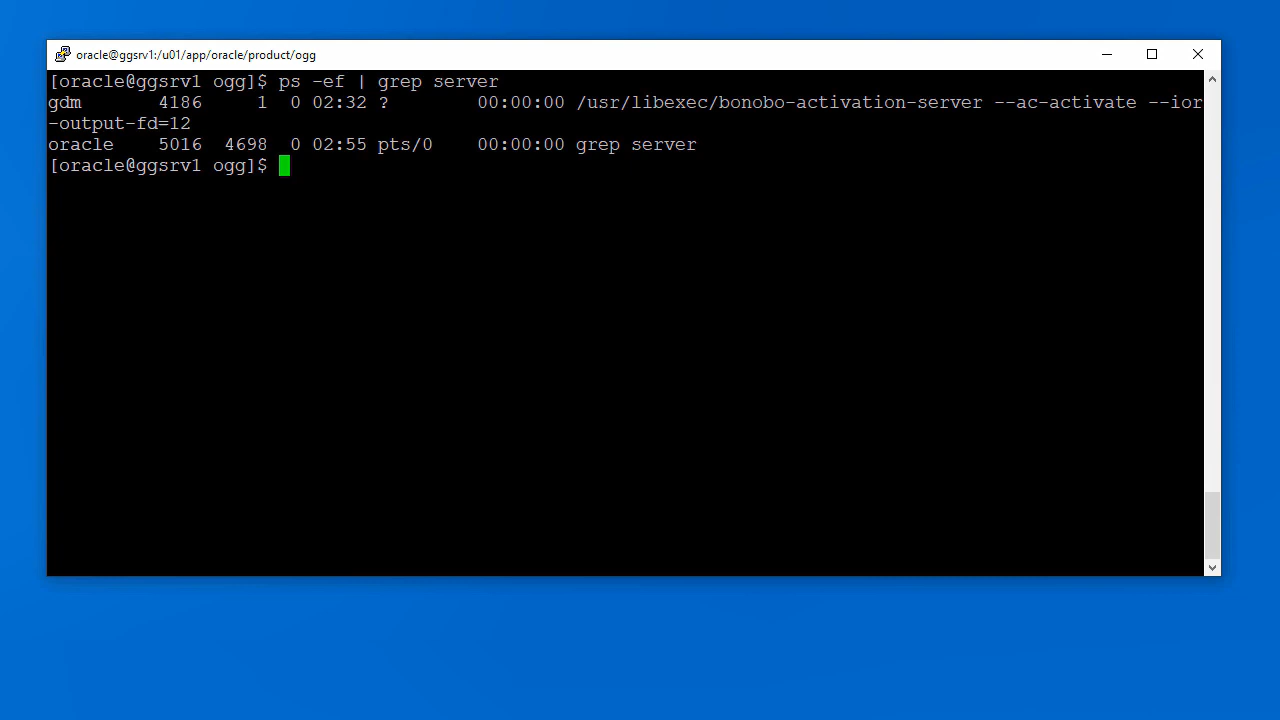 oracle@ggsrv1:/u01/app/oracle/product/ogg
[oracle@ggsrv1 ogg]$ ps -ef | grep server
gdm       4186     1  0 02:32 ?        00:00:00 /usr/libexec/bonobo-activation-server --ac-activate --ior
-output-fd=12
oracle    5016  4698  0 02:55 pts/0    00:00:00 grep server
[oracle@ggsrv1 ogg]$